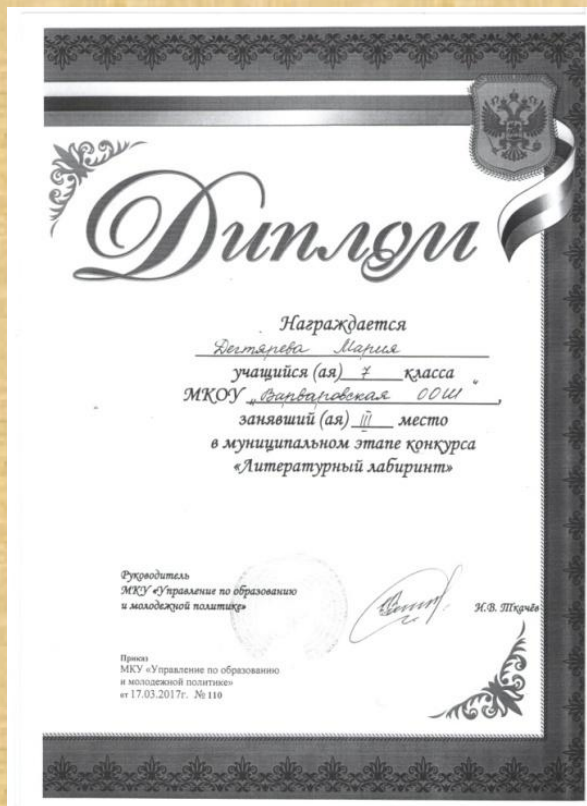 Диплом
Награждается
Дегтярева Мария
учащийся (ая) 7 класса
МКОУ „Варваровская ООШ"
занявший (ая) III место
в муниципальном этапе конкурса
«Литературный лабиринт»
Руководитель
МКУ «Управление по образованию
и молодежной политике»
И.В. Ткачёв
Приказ
МКУ «Управление по образованию
и молодежной политике»
от 17.03.2017г. № 110